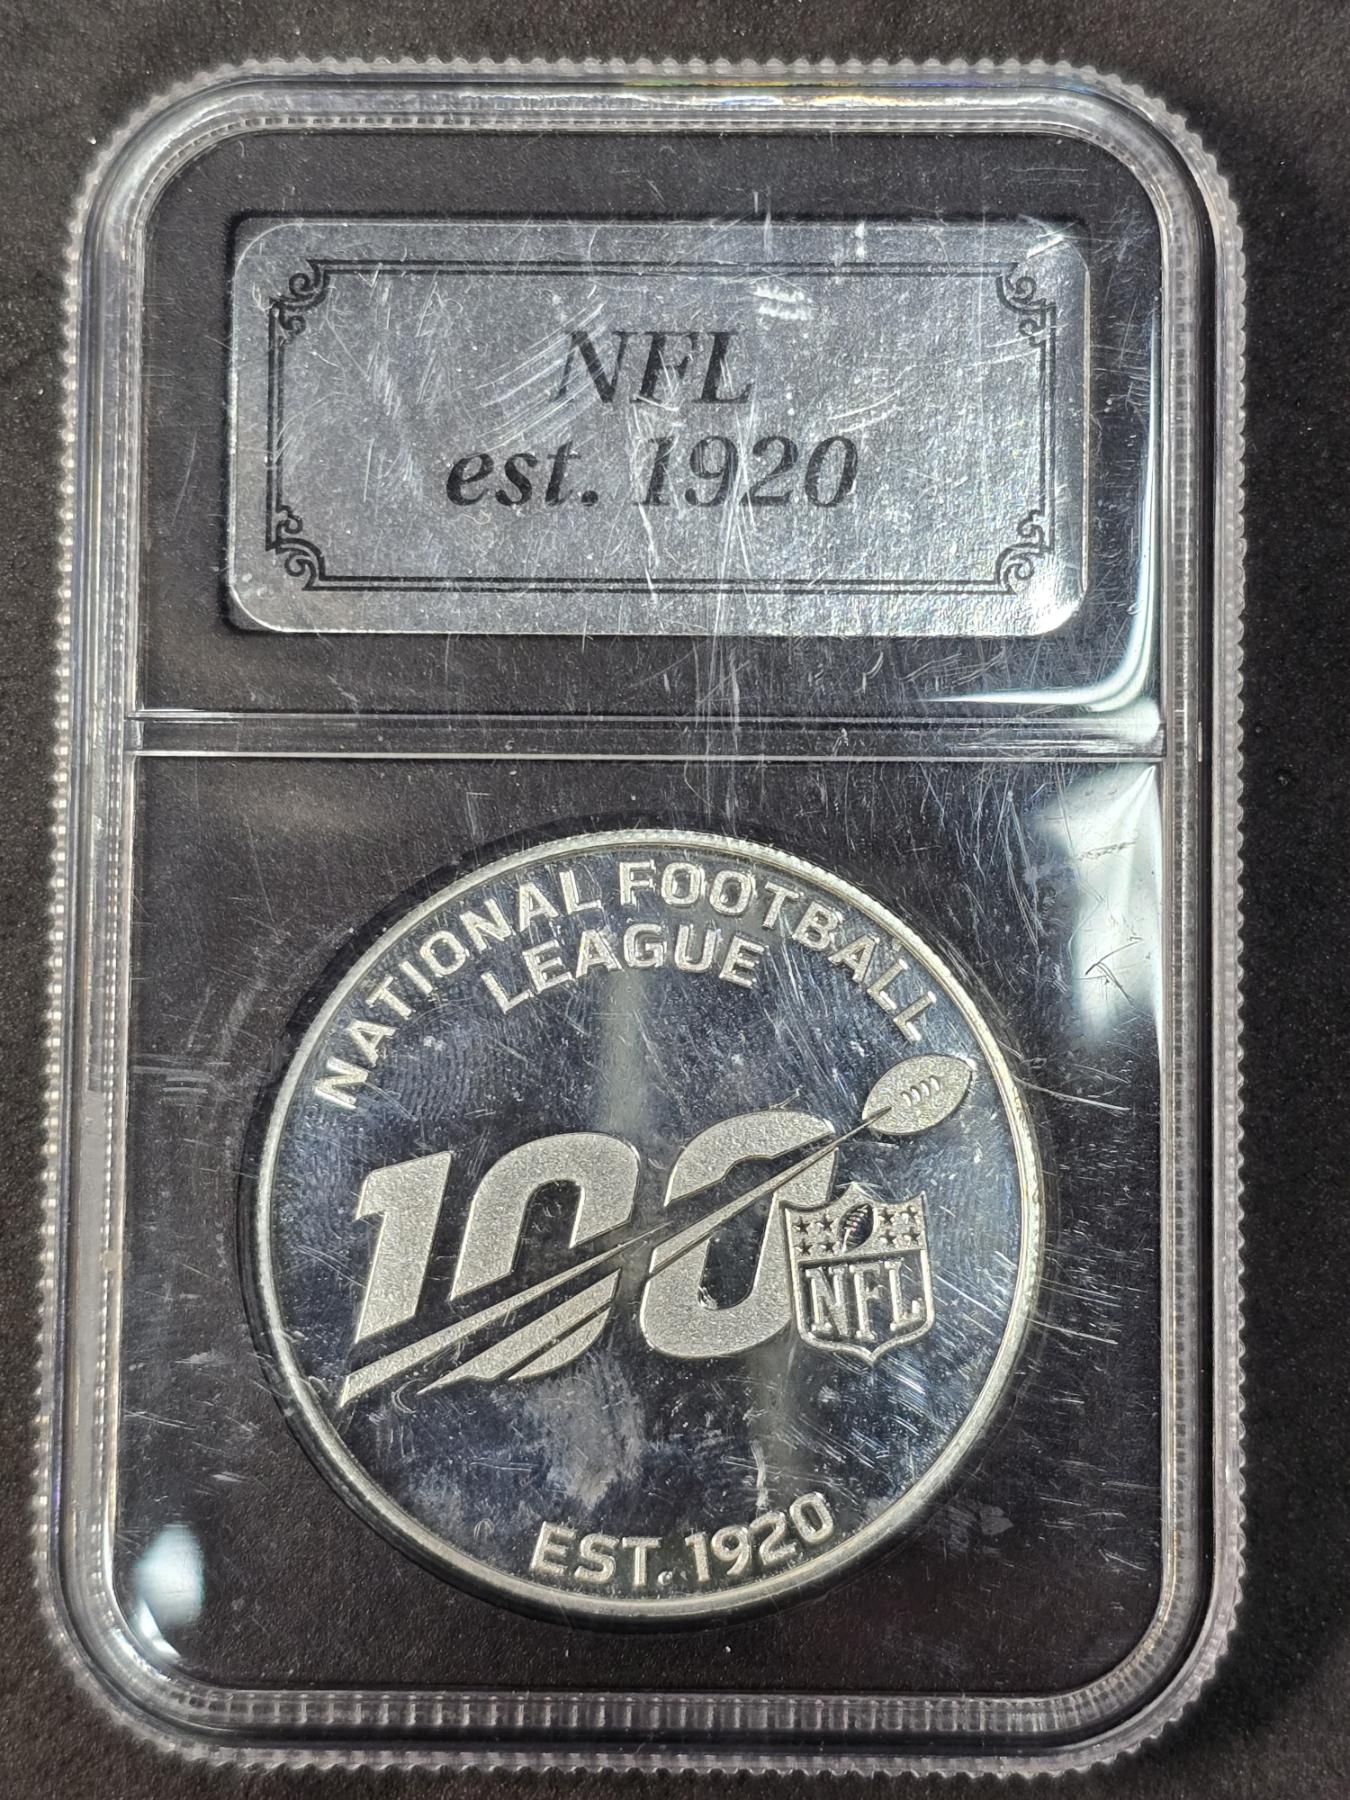 NFL
est. 1920
NATIONAL FOOTBALL
LEAGUE
100
NFL
EST. 1920